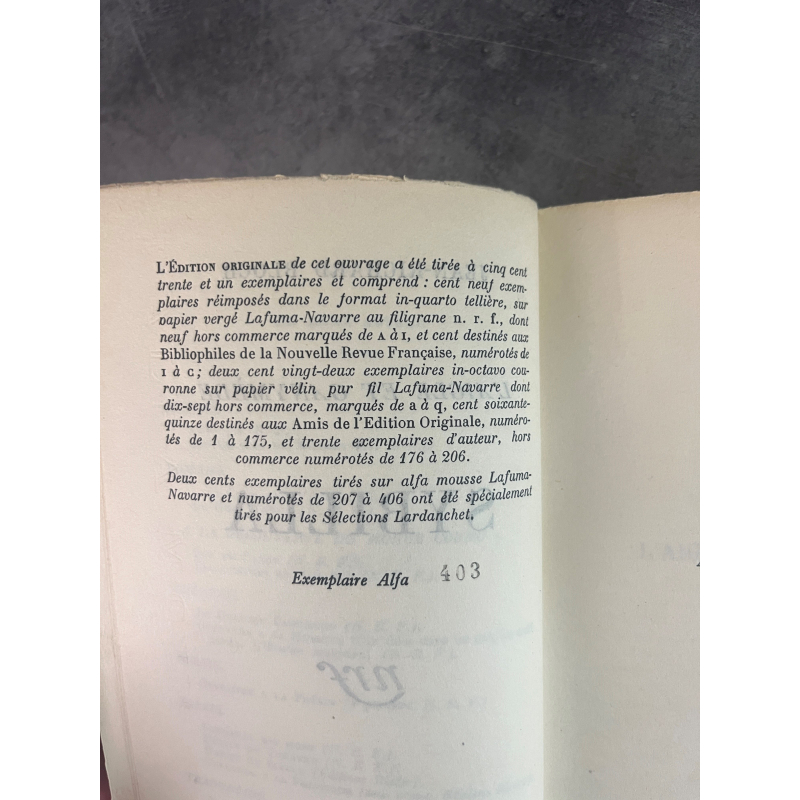 L'ÉDITION ORIGINALE de cet ouvrage a été tirée à cinq cent
trente et un exemplaires et comprend : cent neuf exem-
plaires réimposés dans le format in-quarto tellière, sur
papier vergé Lafuma-Navarre au filigrane n. r. f., dont
neuf hors commerce marqués de A à I, et cent destinés aux
Bibliophiles de la Nouvelle Revue Française, numérotés de
I à C; deux cent vingt-deux exemplaires in-octavo cou-
ronne sur papier vélin pur fil Lafuma-Navarre dont
dix-sept hors commerce, marqués de a à q, cent soixante-
quinze destinés aux Amis de l'Edition Originale, numéro-
tés de 1 à 175, et trente exemplaires d'auteur, hors
commerce numérotés de 176 à 206.
Deux cents exemplaires tirés sur alfa mousse Lafuma-
Navarre et numérotés de 207 à 406 ont été spécialement
tirés pour les Sélections Lardanchet.
Exemplaire Alfa 403
nrf